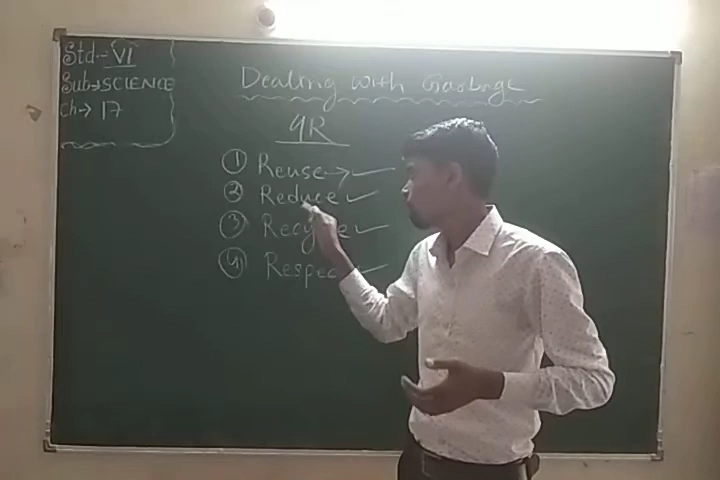 Std-VI
Sub→SCIENCE
Ch→ 17
Dealing with Garbage
4R
① Reuse→✓
② Reduce ✓
③ Recycle ✓
④ Respect ✓